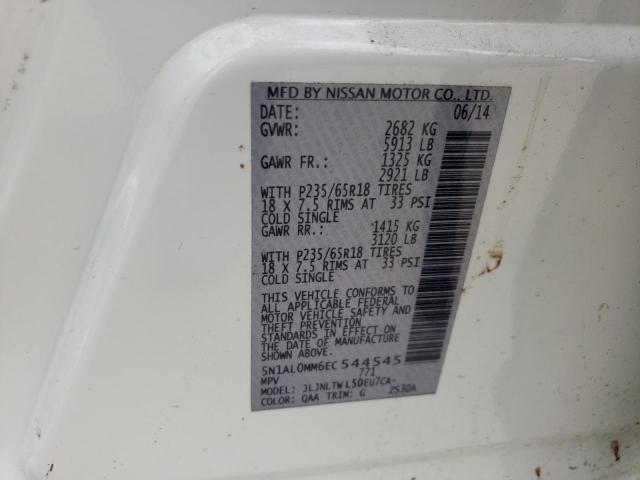 MFD BY NISSAN MOTOR CO., LTD.
DATE: 06/14
GVWR: 2682 KG
5913 LB
GAWR FR.: 1325 KG
2921 LB
WITH P235/65R18 TIRES
18 X 7.5 RIMS AT 33 PSI
COLD SINGLE
GAWR RR.: 1415 KG
3120 LB
WITH P235/65R18 TIRES
18 X 7.5 RIMS AT 33 PSI
COLD SINGLE
THIS VEHICLE CONFORMS TO
ALL APPLICABLE FEDERAL
MOTOR VEHICLE SAFETY AND
THEFT PREVENTION
STANDARDS IN EFFECT ON
THE DATE OF MANUFACTURE
SHOWN ABOVE.
5N1AL0MM6EC544545
MPV 771
MODEL: JLJNLTWL50EU7CA-
COLOR: QAA TRIM: G 2530A